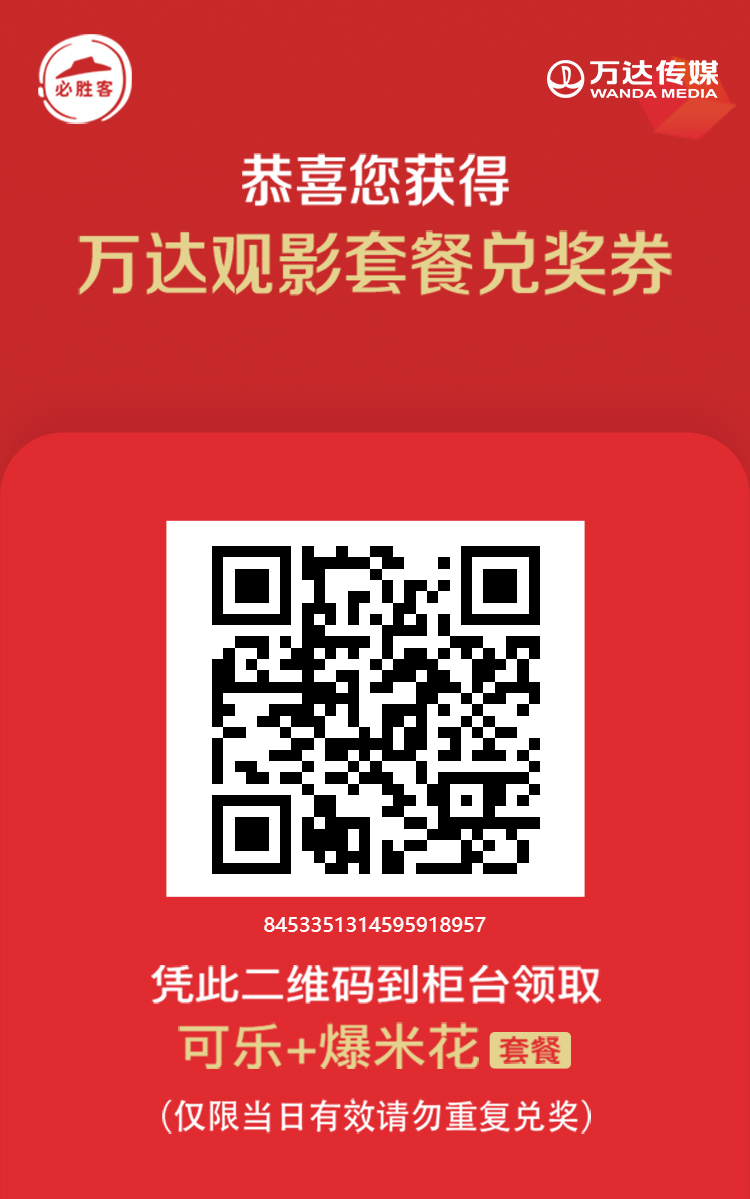 必胜客
万达传媒
WANDA MEDIA
恭喜您获得
万达观影套餐兑奖券
8453351314595918957
凭此二维码到柜台领取
可乐+爆米花 套餐
(仅限当日有效请勿重复兑奖)